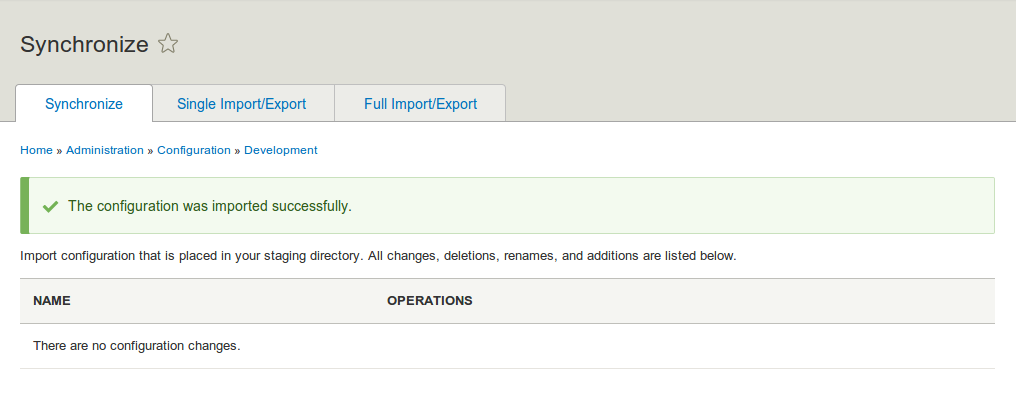 Synchronize
Synchronize Single Import/Export Full Import/Export
Home » Administration » Configuration » Development
The configuration was imported successfully.
Import configuration that is placed in your staging directory. All changes, deletions, renames, and additions are listed below.
NAME OPERATIONS
There are no configuration changes.